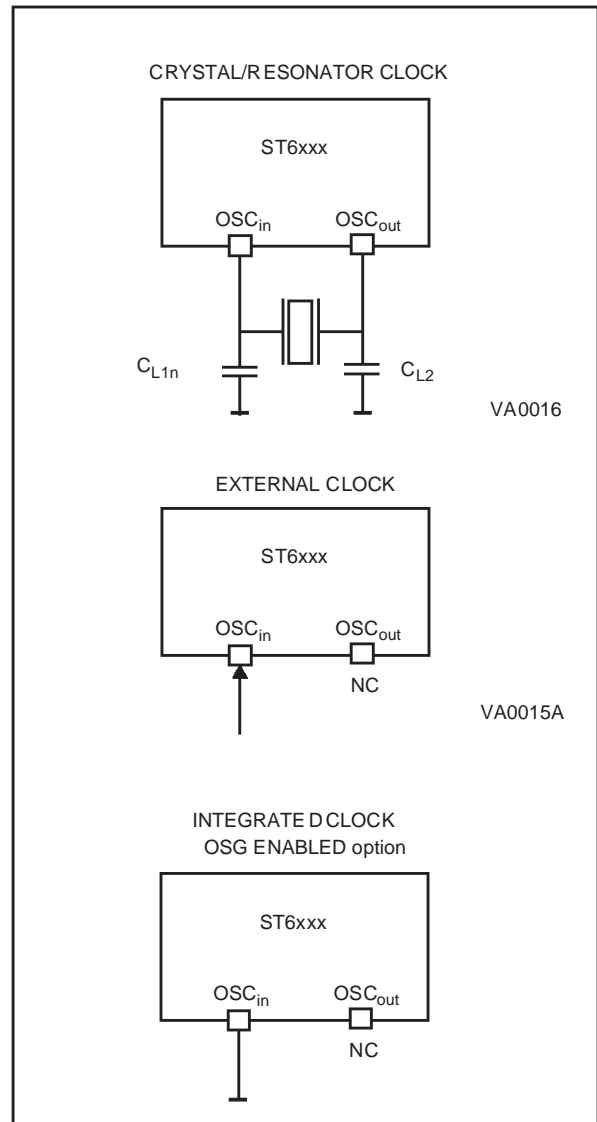 CRYSTAL/RESONATOR CLOCK
ST6xxx
OSCin OSCout
CL1n CL2
VA0016
EXTERNAL CLOCK
ST6xxx
OSCin OSCout
NC
VA0015A
INTEGRATED CLOCK
OSG ENABLED option
ST6xxx
OSCin OSCout
NC